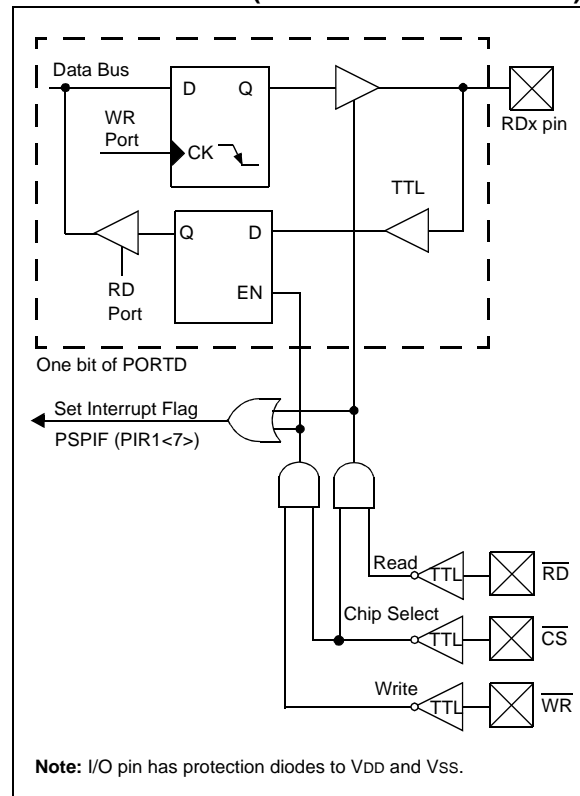 Data Bus
D Q
WR
Port
CK
RDx pin
TTL
Q D
EN
RD
Port
One bit of PORTD
Set Interrupt Flag
PSPIF (PIR1<7>)
Read
TTL
RD
Chip Select
TTL
CS
Write
TTL
WR
Note: I/O pin has protection diodes to VDD and VSS.